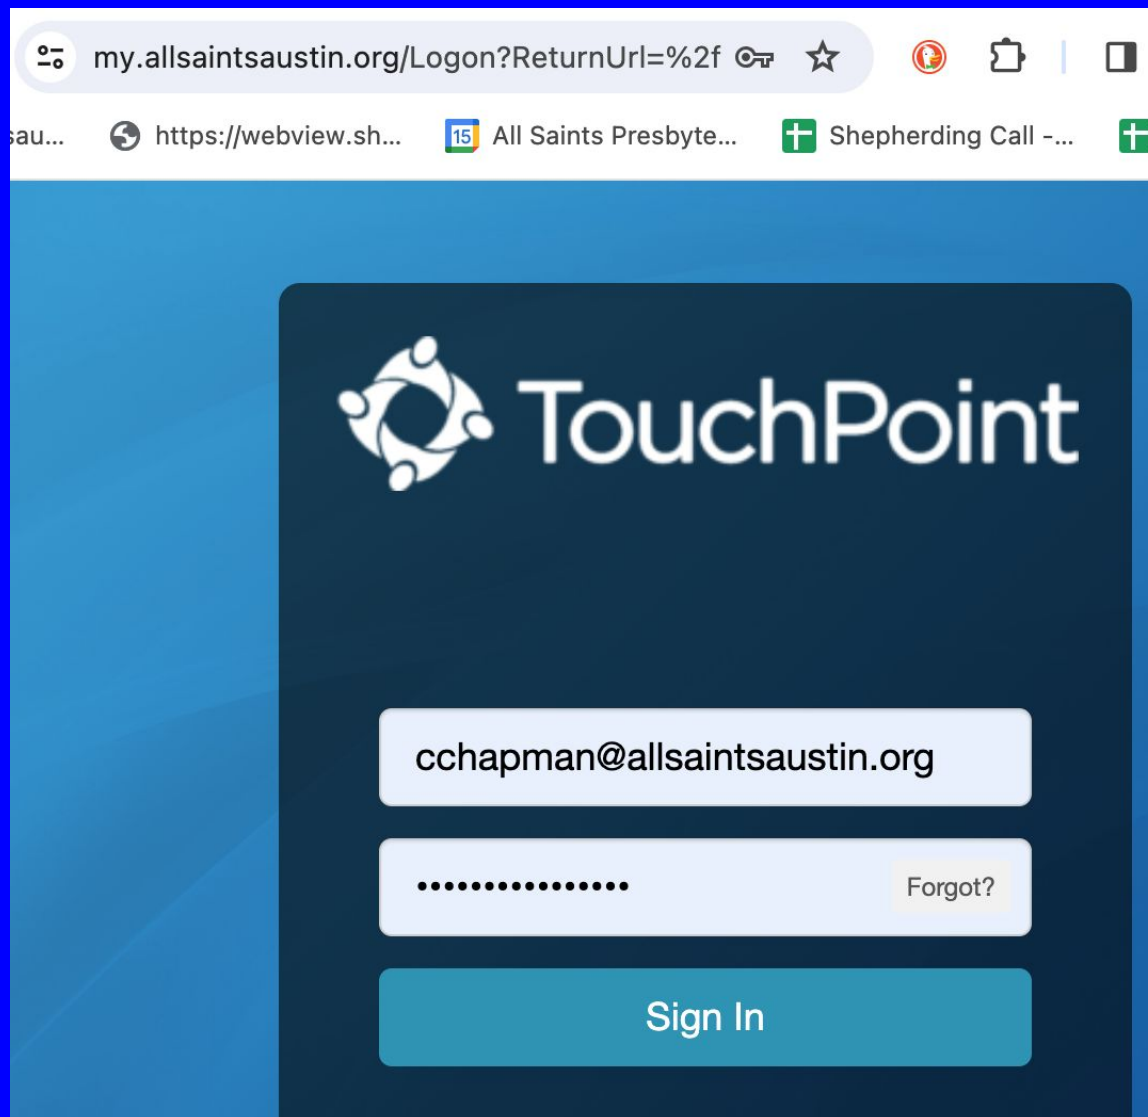 my.allsaintsaustin.org/Logon?ReturnUrl=%2f
sau... https://webview.sh... 15 All Saints Presbyte... Shepherding Call -...
TouchPoint
cchapman@allsaintsaustin.org
•••••••••••••••• Forgot?
Sign In